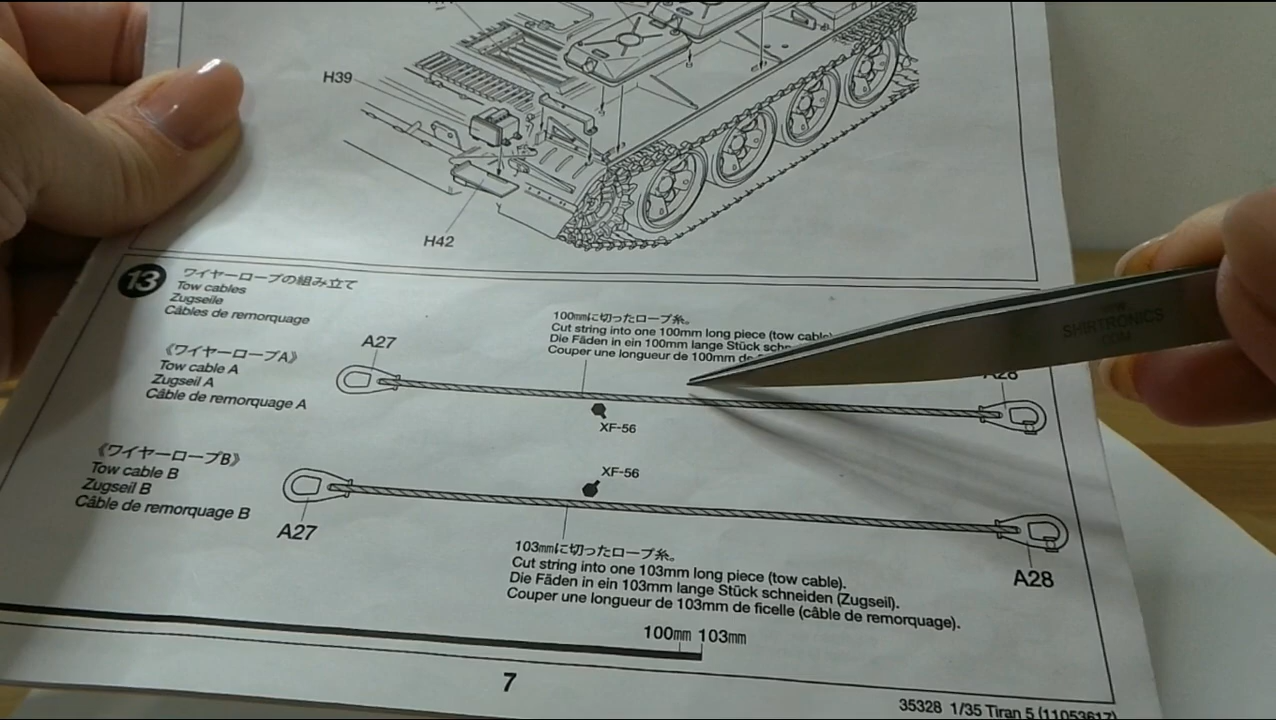 H39
H42
13
ワイヤーロープの組み立て
Tow cables
Zugseile
Câbles de remorquage
《ワイヤーロープA》
Tow cable A
Zugseil A
Câble de remorquage A
A27
100mmに切ったロープ糸。
Cut string into one 100mm long piece (tow cable
Die Fäden in ein 100mm lange Stück
Couper une longueur de 100mm de
SHIRTRONICS
A28
XF-56
《ワイヤーロープB》
Tow cable B
Zugseil B
Câble de remorquage B
XF-56
A27
A28
103mmに切ったロープ糸。
Cut string into one 103mm long piece (tow cable).
Die Fäden in ein 103mm lange Stück schneiden (Zugseil).
Couper une longueur de 103mm de ficelle (câble de remorquage).
100mm 103mm
7
35328 1/35 Tiran 5 (11053617)